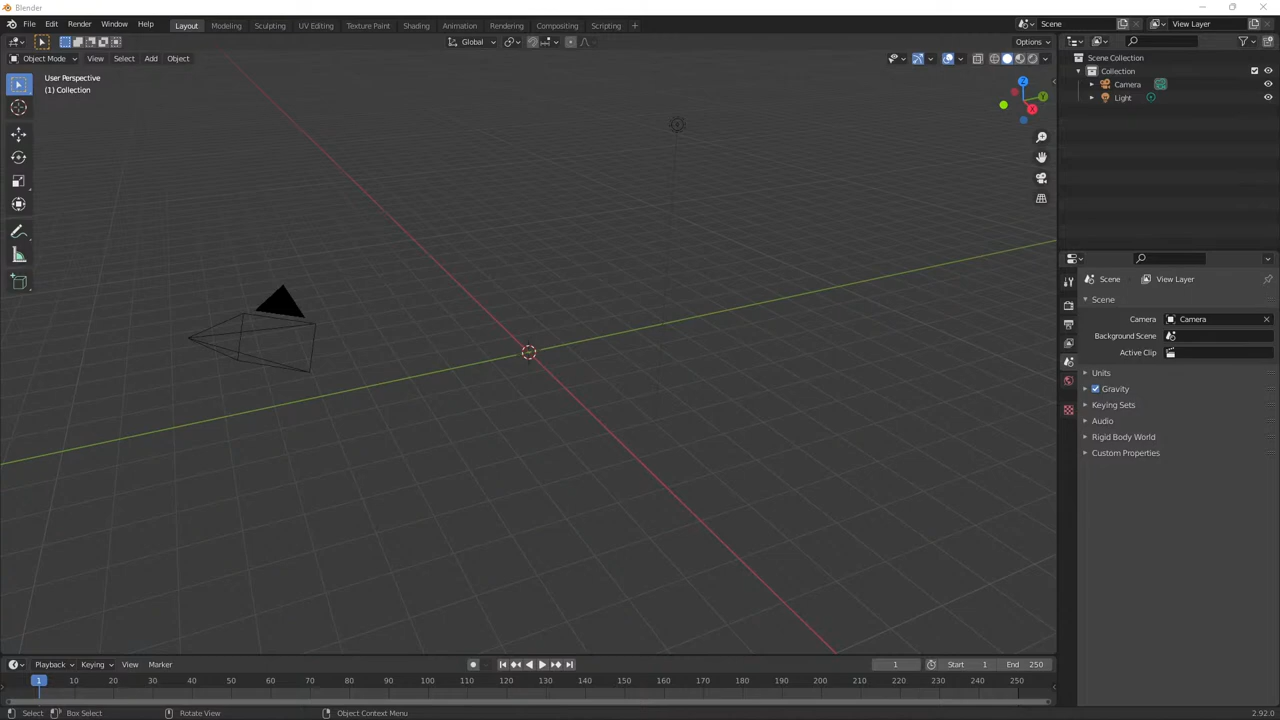 Blender
File Edit Render Window Help Layout Modeling Sculpting UV Editing Texture Paint Shading Animation Rendering Compositing Scripting + Scene View Layer
Global Options
Object Mode View Select Add Object
User Perspective
(1) Collection
Z
Y
X
Scene Collection
Collection
Camera
Light
Scene View Layer
Scene
Camera Camera
Background Scene
Active Clip
Units
Gravity
Keying Sets
Audio
Rigid Body World
Custom Properties
Playback Keying View Marker 1 Start 1 End 250
1 10 20 30 40 50 60 70 80 90 100 110 120 130 140 150 160 170 180 190 200 210 220 230 240 250
Select Box Select Rotate View Object Context Menu 2.92.0